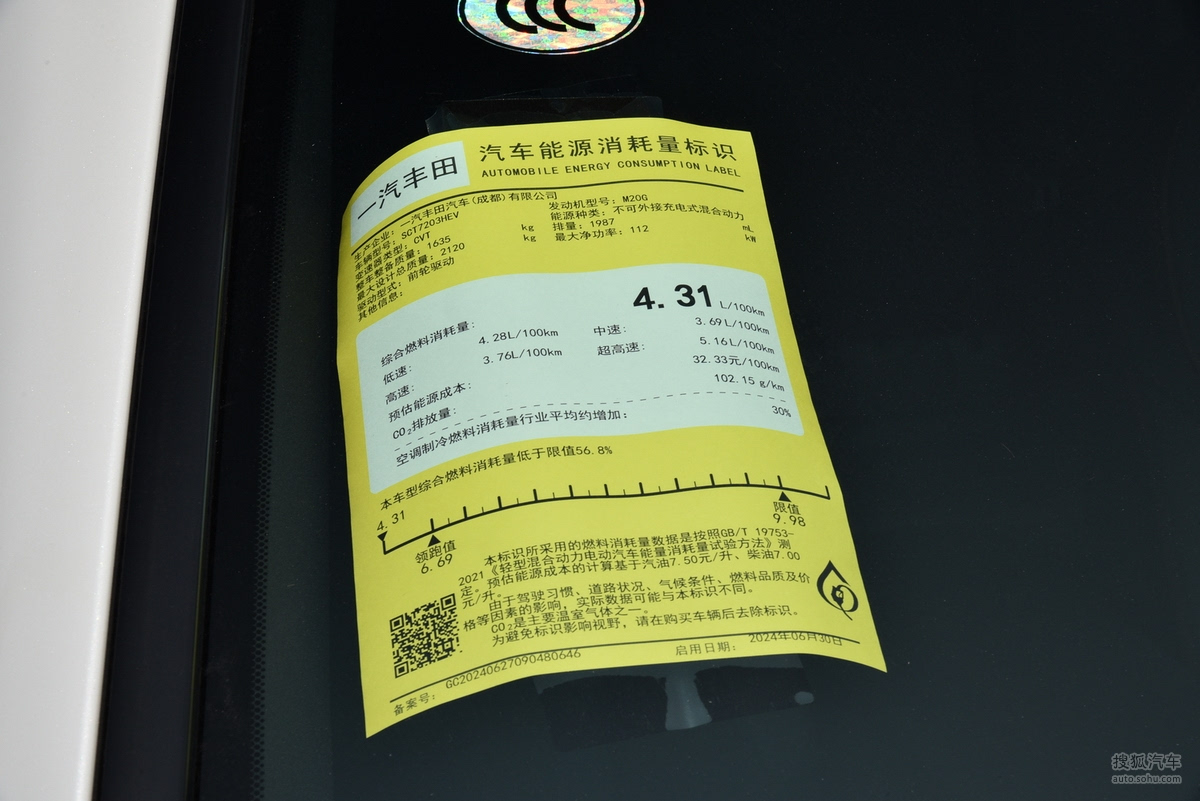 CCC
一汽丰田
汽车能源消耗量标识
AUTOMOBILE ENERGY CONSUMPTION LABEL
生产企业：一汽丰田汽车(成都)有限公司
车辆型号：SCT7203HEV
发动机型号：M20G
变速器类型：CVT
能源种类：不可外接充电式混合动力
整车整备质量：1635 kg
排量：1987 mL
最大设计总质量：2120 kg
最大净功率：112 kW
驱动型式：前轮驱动
其他信息：
综合燃料消耗量： 4.31 L/100km
低速： 4.28L/100km 中速： 3.69L/100km
高速： 3.76L/100km 超高速： 5.16L/100km
预估能源成本： 32.33元/100km
CO₂排放量： 102.15 g/km
空调制冷燃料消耗量行业平均约增加： 30%
本车型综合燃料消耗量低于限值56.8%
4.31
领跑值
6.69
限值
9.98
本标识所采用的燃料消耗量数据是按照GB/T 19753-
2021《轻型混合动力电动汽车能量消耗量试验方法》测
定。预估能源成本的计算基于汽油7.50元/升、柴油7.00
元/升。
由于驾驶习惯、道路状况、气候条件、燃料品质及价
格等因素的影响，实际数据可能与本标识不同。
CO₂是主要温室气体之一。
为避免标识影响视野，请在购买车辆后去除标识。
备案号：GC20240627090480646
启用日期：2024年06月30日
搜狐汽车
auto.sohu.com